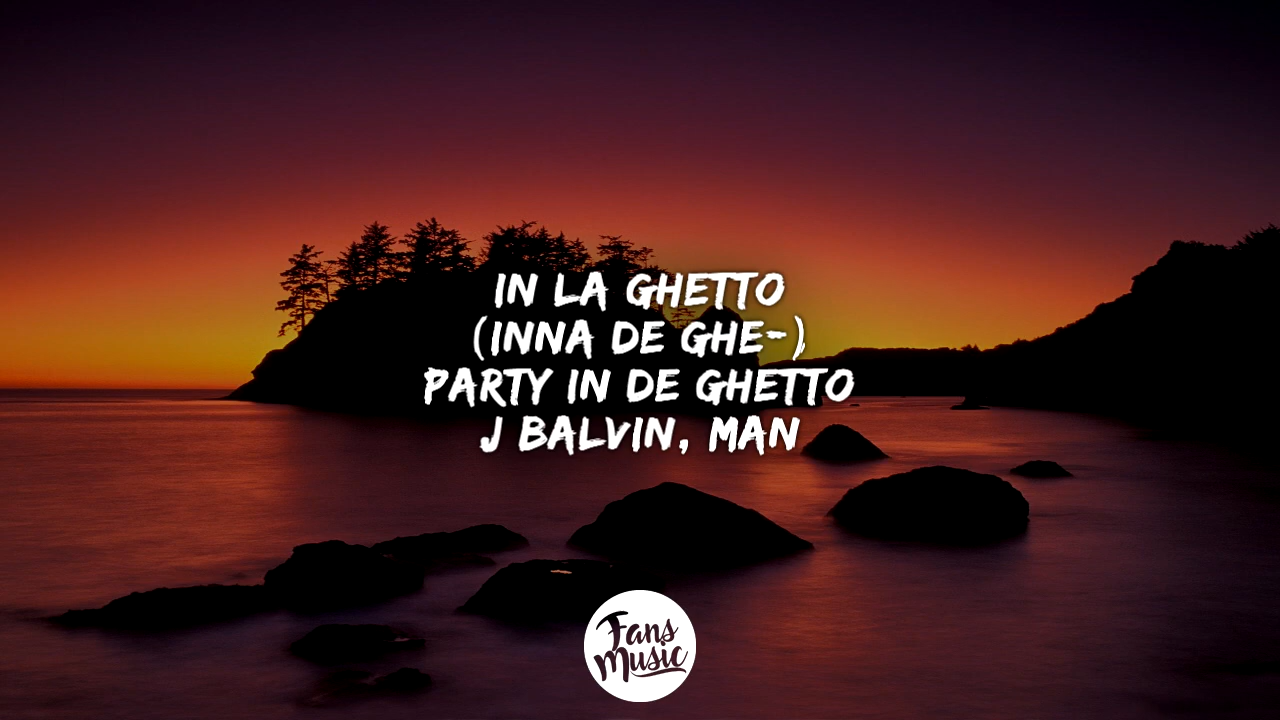 IN LA GHETTO
(INNA DE GHE-)
PARTY IN DE GHETTO
J BALVIN, MAN
Fans
Music